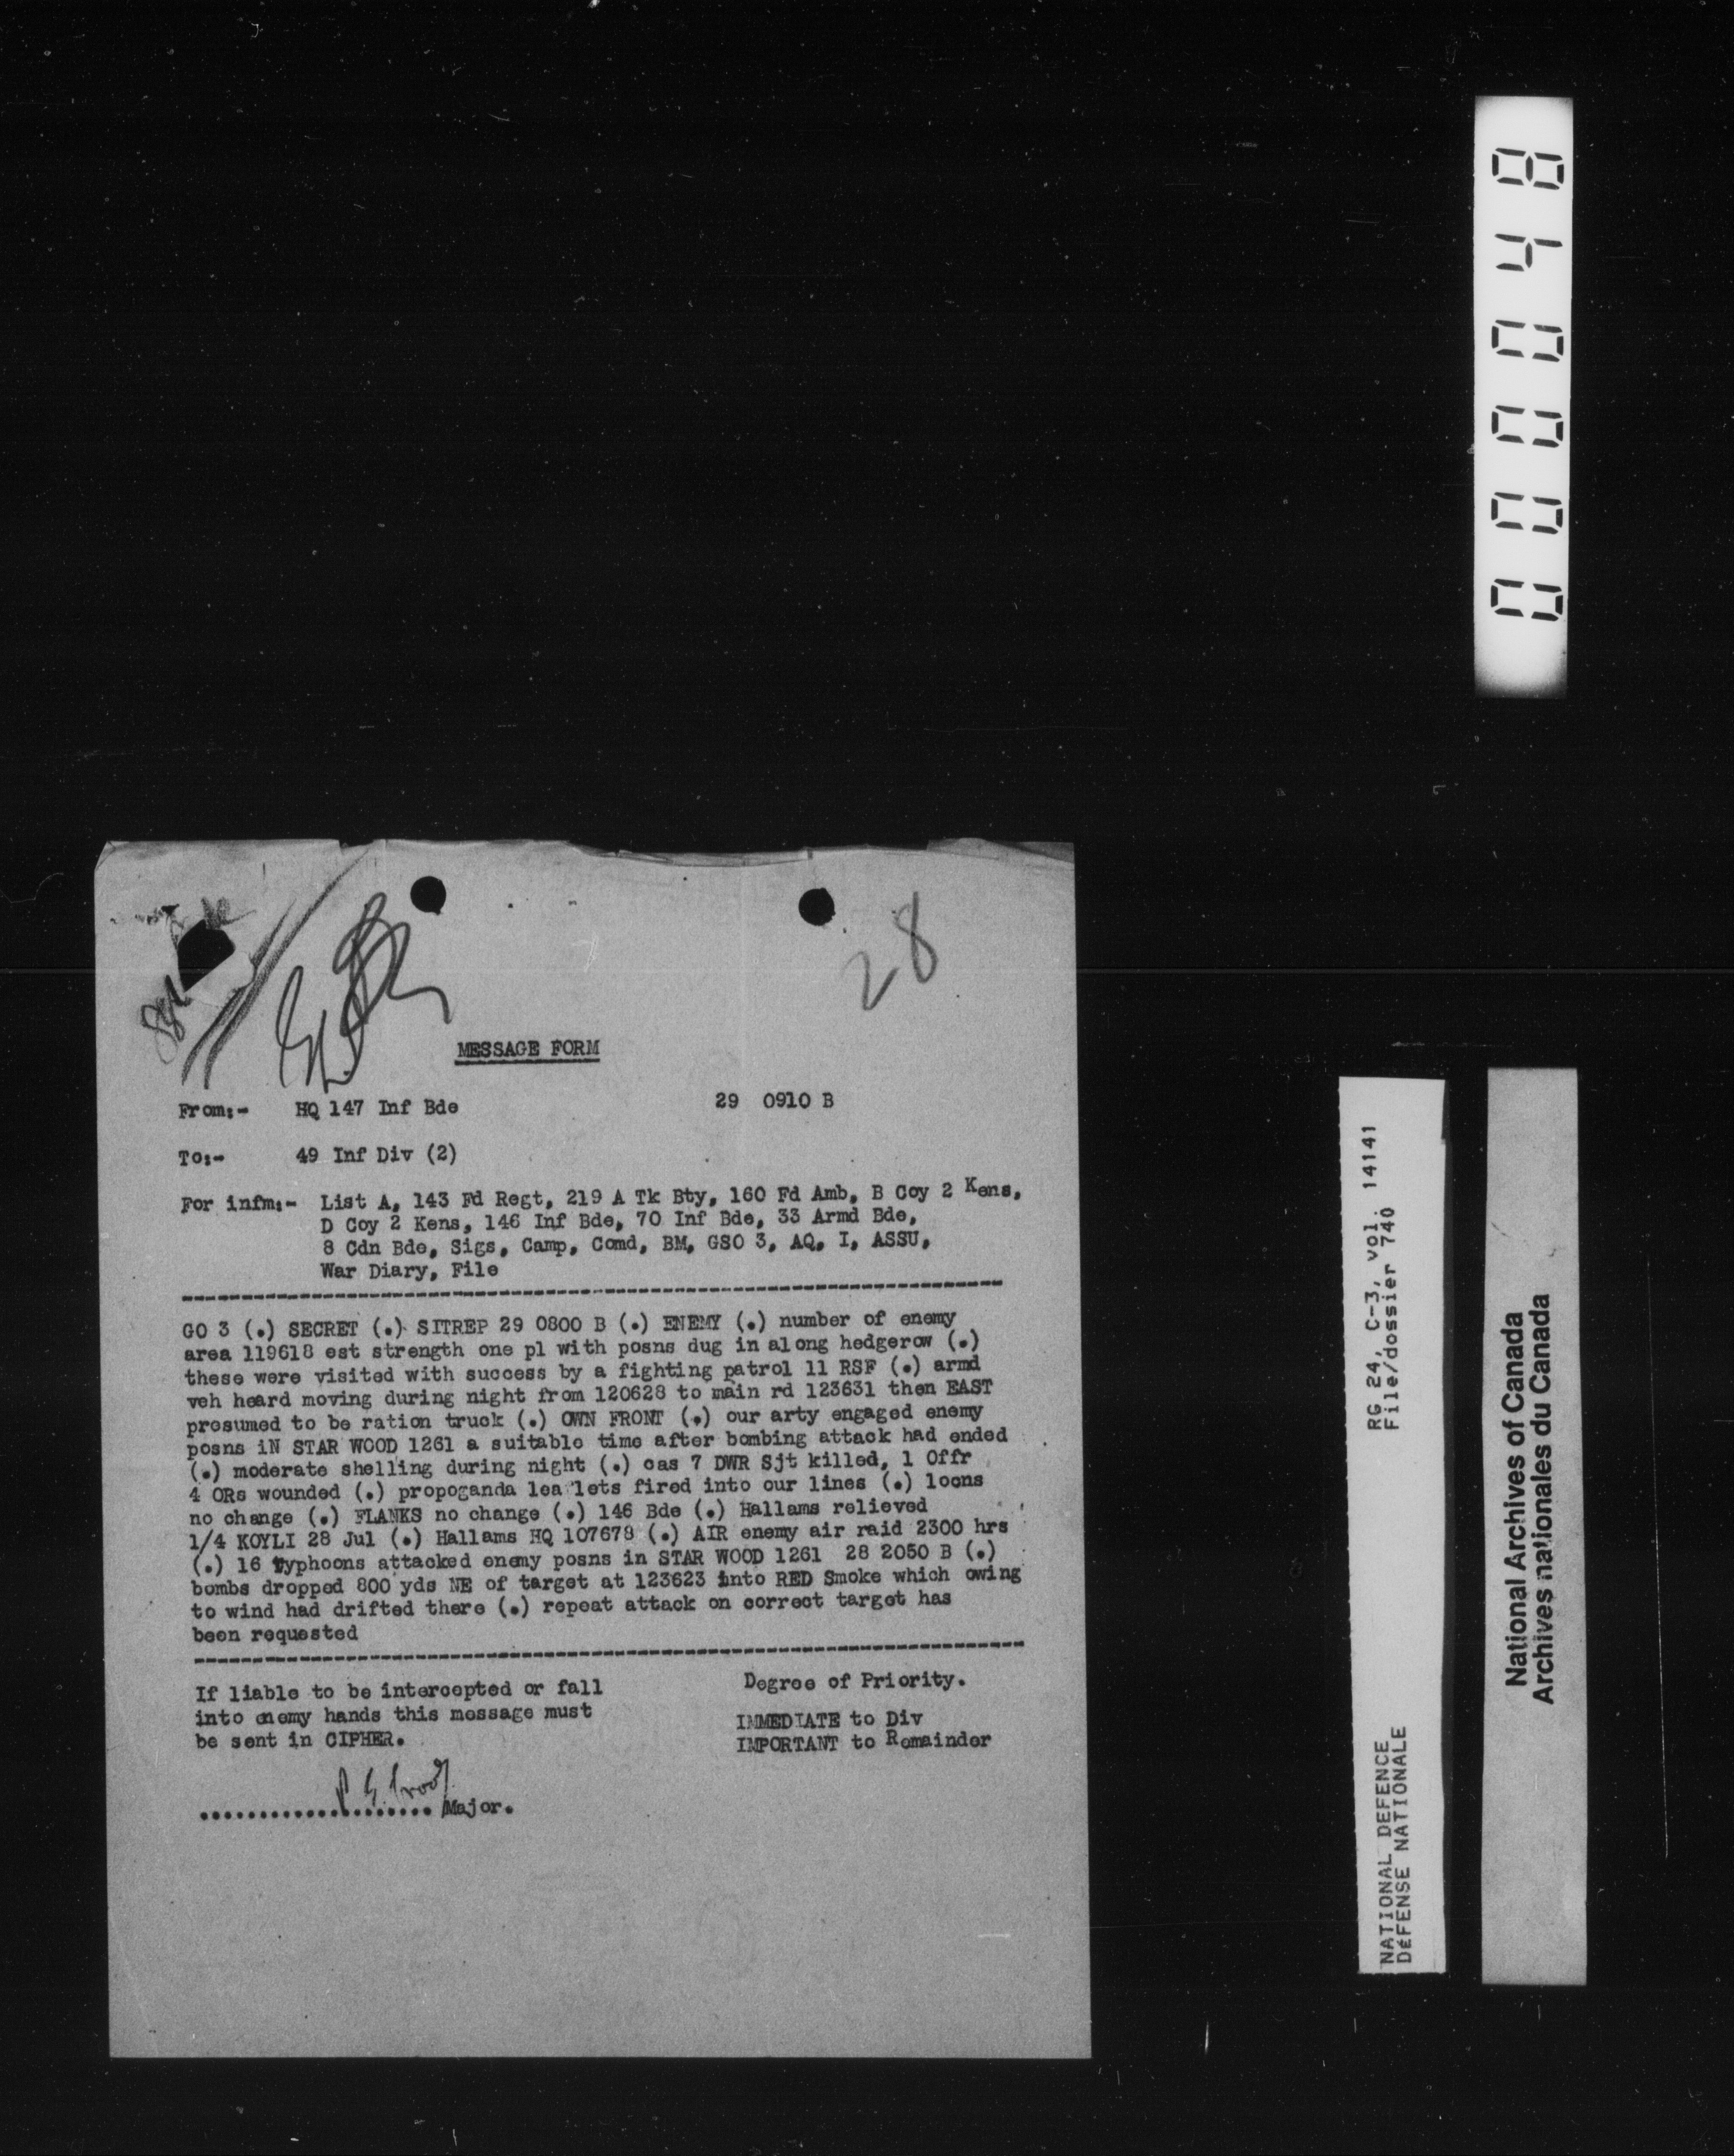 28
MESSAGE FORM
From:- HQ 147 Inf Bde 29 0910 B
To:- 49 Inf Div (2)
For infm:- List A, 143 Fd Regt, 219 A Tk Bty, 160 Fd Amb, B Coy 2 Kens,
D Coy 2 Kens, 146 Inf Bde, 70 Inf Bde, 33 Armd Bde,
8 Cdn Bde, Sigs, Camp, Comd, BM, GSO 3, AQ, I, ASSU,
War Diary, File
GO 3 (.) SECRET (.) SITREP 29 0800 B (.) ENEMY (.) number of enemy
area 119618 est strength one pl with posns dug in along hedgerow (.)
these were visited with success by a fighting patrol 11 RSF (.) armd
veh heard moving during night from 120628 to main rd 123631 then EAST
presumed to be ration truck (.) OWN FRONT (.) our arty engaged enemy
posns iN STAR WOOD 1261 a suitable time after bombing attack had ended
(.) moderate shelling during night (.) cas 7 DWR Sjt killed, 1 Offr
4 ORs wounded (.) propoganda lea lets fired into our lines (.) locns
no change (.) FLANKS no change (.) 146 Bde (.) Hallams relieved
1/4 KOYLI 28 Jul (.) Hallams HQ 107678 (.) AIR enemy air raid 2300 hrs
(.) 16 Typhoons attacked enemy posns in STAR WOOD 1261 28 2050 B (.)
bombs dropped 800 yds NE of target at 123623 into RED Smoke which owing
to wind had drifted there (.) repeat attack on correct target has
been requested
If liable to be intercepted or fall
into enemy hands this message must
be sent in CIPHER.
Degree of Priority.
IMMEDIATE to Div
IMPORTANT to Remainder
..................... Major.
000048
RG 24, C-3, vol. 14141
File/dossier 740
NATIONAL DEFENCE
DéFENSE NATIONALE
National Archives of Canada
Archives nationales du Canada